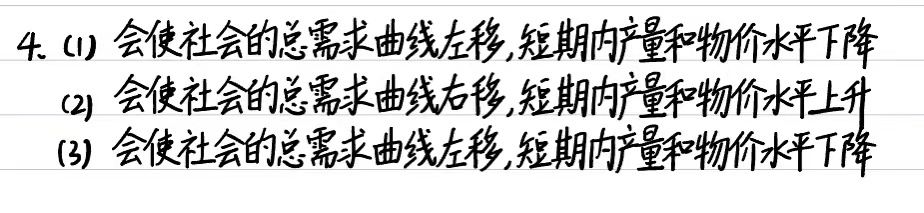 4. (1) 会使社会的总需求曲线左移,短期内产量和物价水平下降
(2) 会使社会的总需求曲线右移,短期内产量和物价水平上升
(3) 会使社会的总需求曲线左移,短期内产量和物价水平下降